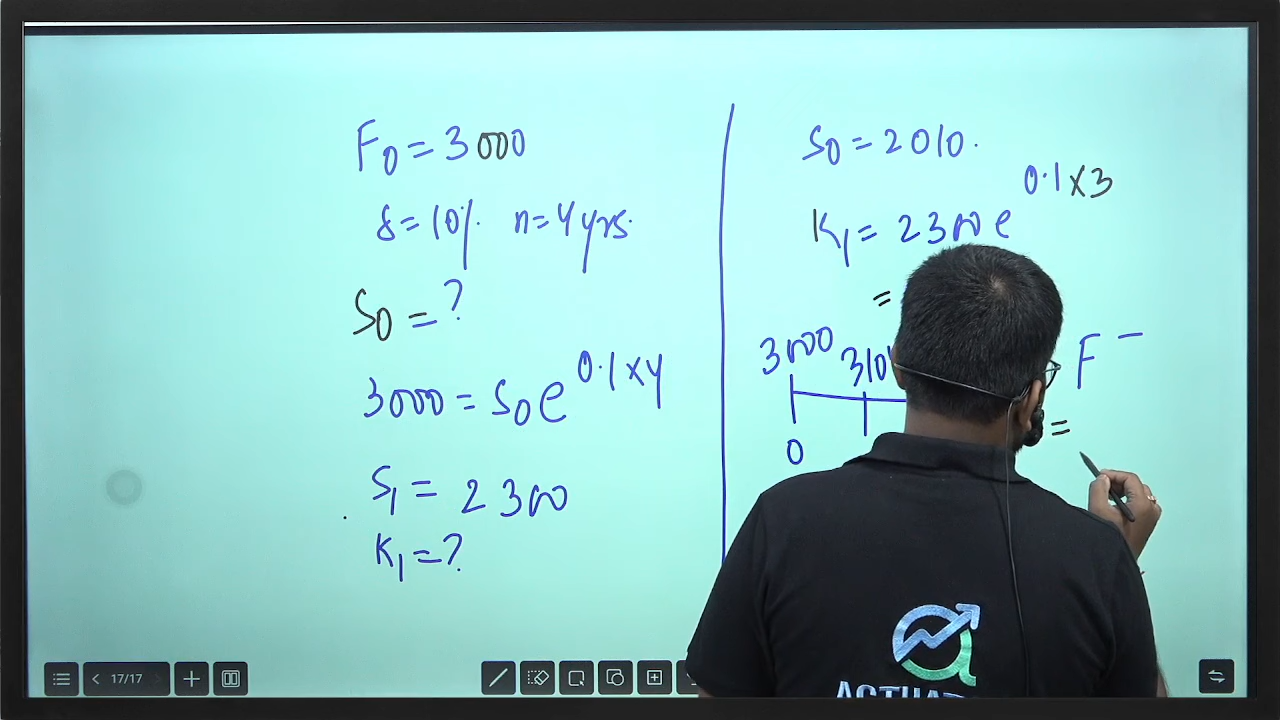 F₀ = 3000
δ = 10% n = 4 yrs.
S₀ = ?
3000 = S₀ e^0.1×4
S₁ = 2300
K₁ = ?
S₀ = 2010.
K₁ = 2300 e^0.1×3
=
3000
0
F -
=
17/17